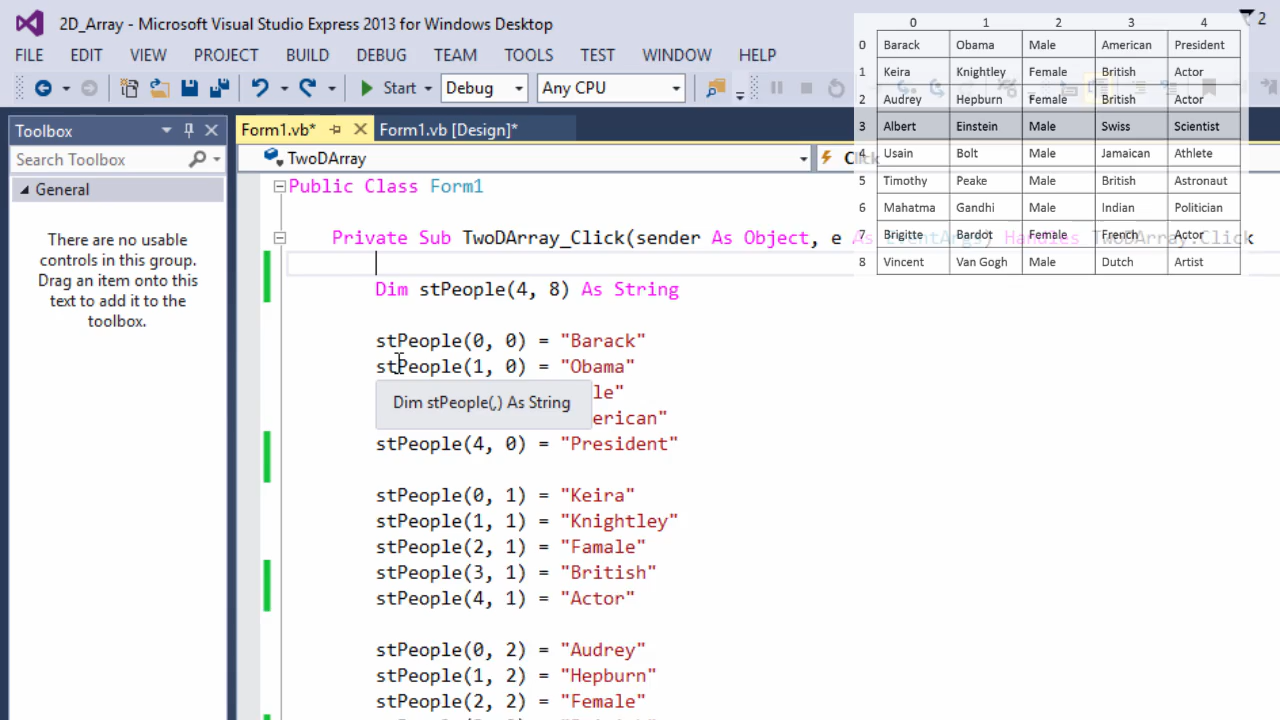 2D_Array - Microsoft Visual Studio Express 2013 for Windows Desktop
2
FILE EDIT VIEW PROJECT BUILD DEBUG TEAM TOOLS TEST WINDOW HELP
Start Debug Any CPU
Toolbox
Search Toolbox
General
There are no usable
controls in this group.
Drag an item onto this
text to add it to the
toolbox.
Form1.vb* Form1.vb [Design]*
TwoDArray Click
Public Class Form1
Private Sub TwoDArray_Click(sender As Object, e As EventArgs) Handles TwoDArray.Click
Dim stPeople(4, 8) As String
stPeople(0, 0) = "Barack"
stPeople(1, 0) = "Obama"
le"
Dim stPeople(,) As String
erican"
stPeople(4, 0) = "President"
stPeople(0, 1) = "Keira"
stPeople(1, 1) = "Knightley"
stPeople(2, 1) = "Famale"
stPeople(3, 1) = "British"
stPeople(4, 1) = "Actor"
stPeople(0, 2) = "Audrey"
stPeople(1, 2) = "Hepburn"
stPeople(2, 2) = "Female"
0 1 2 3 4
0 Barack Obama Male American President
1 Keira Knightley Female British Actor
2 Audrey Hepburn Female British Actor
3 Albert Einstein Male Swiss Scientist
4 Usain Bolt Male Jamaican Athlete
5 Timothy Peake Male British Astronaut
6 Mahatma Gandhi Male Indian Politician
7 Brigitte Bardot Female French Actor
8 Vincent Van Gogh Male Dutch Artist